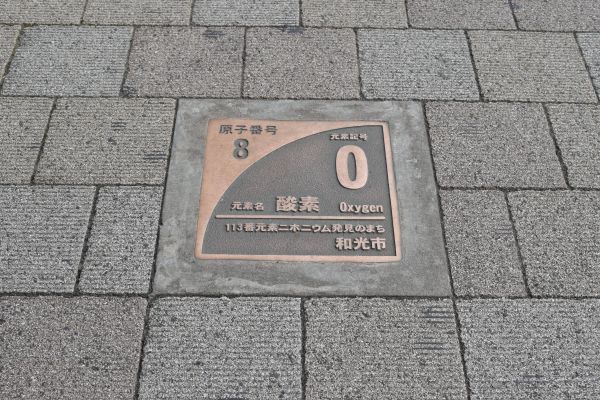 原子番号
8
元素記号
O
元素名 酸素 Oxygen
113番元素ニホニウム発見のまち
和光市